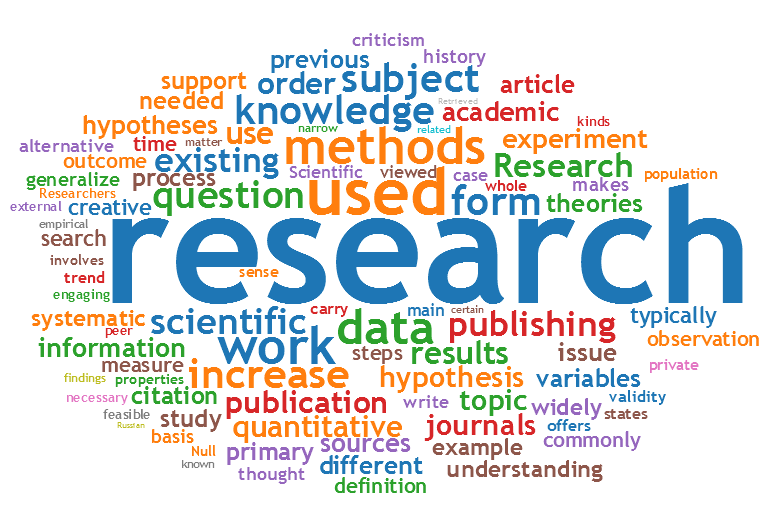 criticism
previous
history
support
order
subject
article
needed
knowledge
Retrieved
academic
hypotheses
use
narrow
methods
related
kinds
experiment
alternative
time
matter
outcome
existing
Scientific
viewed
case
Research
population
generalize
process
question
used
whole
makes
Researchers
form
theories
external
creative
empirical
search
research
involves
sense
trend
engaging
systematic
peer
scientific
carry
main
certain
data
publishing
typically
observation
information
work
steps
results
issue
measure
private
findings
properties
increase
hypothesis
variables
necessary
citation
publication
write
topic
widely
validity
feasible
study
states
Russian
basis
quantitative
journals
offers
Null
primary
sources
example
commonly
known
thought
different
understanding
definition